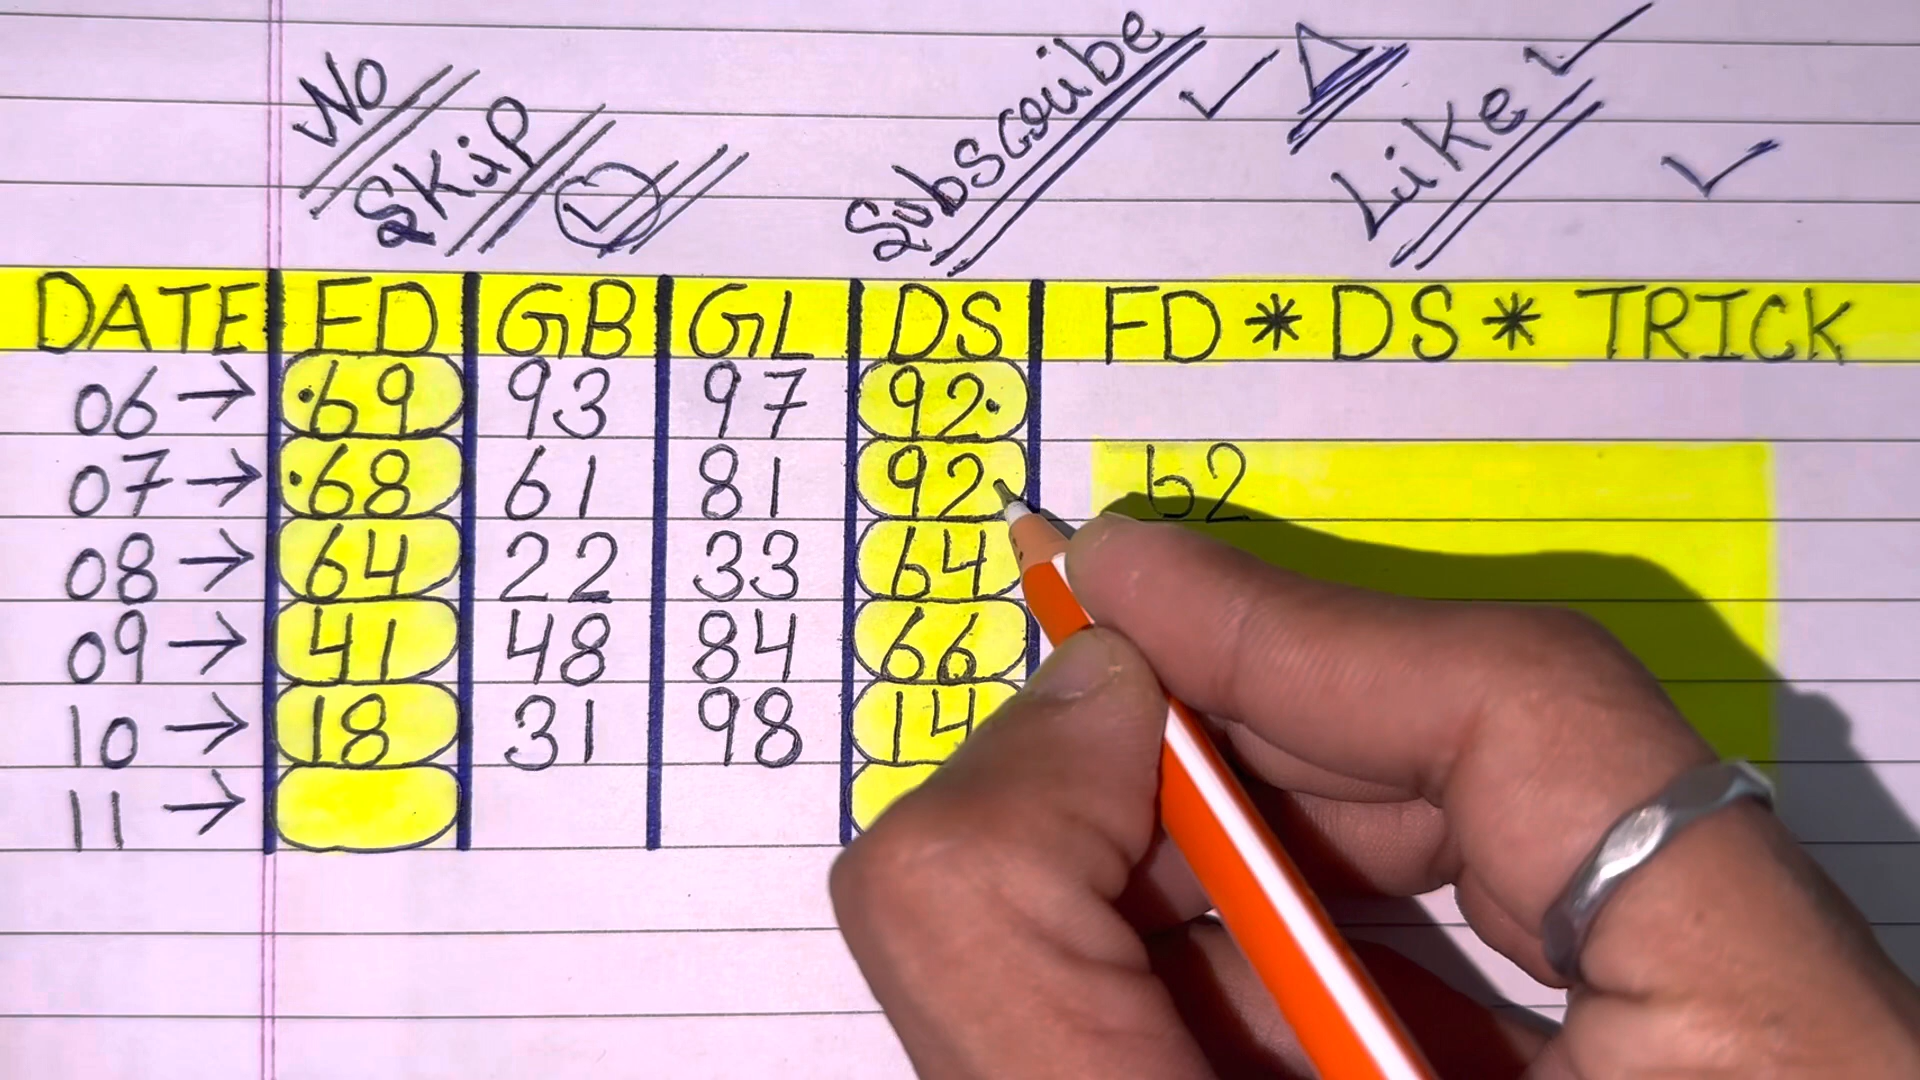 No
Skip
Subscribe
Like
DATE FD GB GL DS FD * DS * TRICK
06 → ·69 93 97 92·
07 → ·68 61 81 92 62
08 → 64 22 33 64
09 → 41 48 84 66
10 → 18 31 98 14
11 →